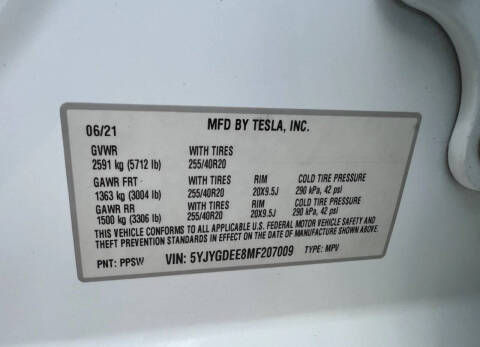 06/21 MFD BY TESLA, INC.
GVWR WITH TIRES
2591 kg (5712 lb) 255/40R20
GAWR FRT WITH TIRES RIM COLD TIRE PRESSURE
1363 kg (3004 lb) 255/40R20 20X9.5J 290 kPa, 42 psi
GAWR RR WITH TIRES RIM COLD TIRE PRESSURE
1500 kg (3306 lb) 255/40R20 20X9.5J 290 kPa, 42 psi
THIS VEHICLE CONFORMS TO ALL APPLICABLE U.S. FEDERAL MOTOR VEHICLE SAFETY AND
THEFT PREVENTION STANDARDS IN EFFECT ON THE DATE OF MANUFACTURE SHOWN ABOVE.
PNT: PPSW VIN: 5YJYGDEE8MF207009 TYPE: MPV